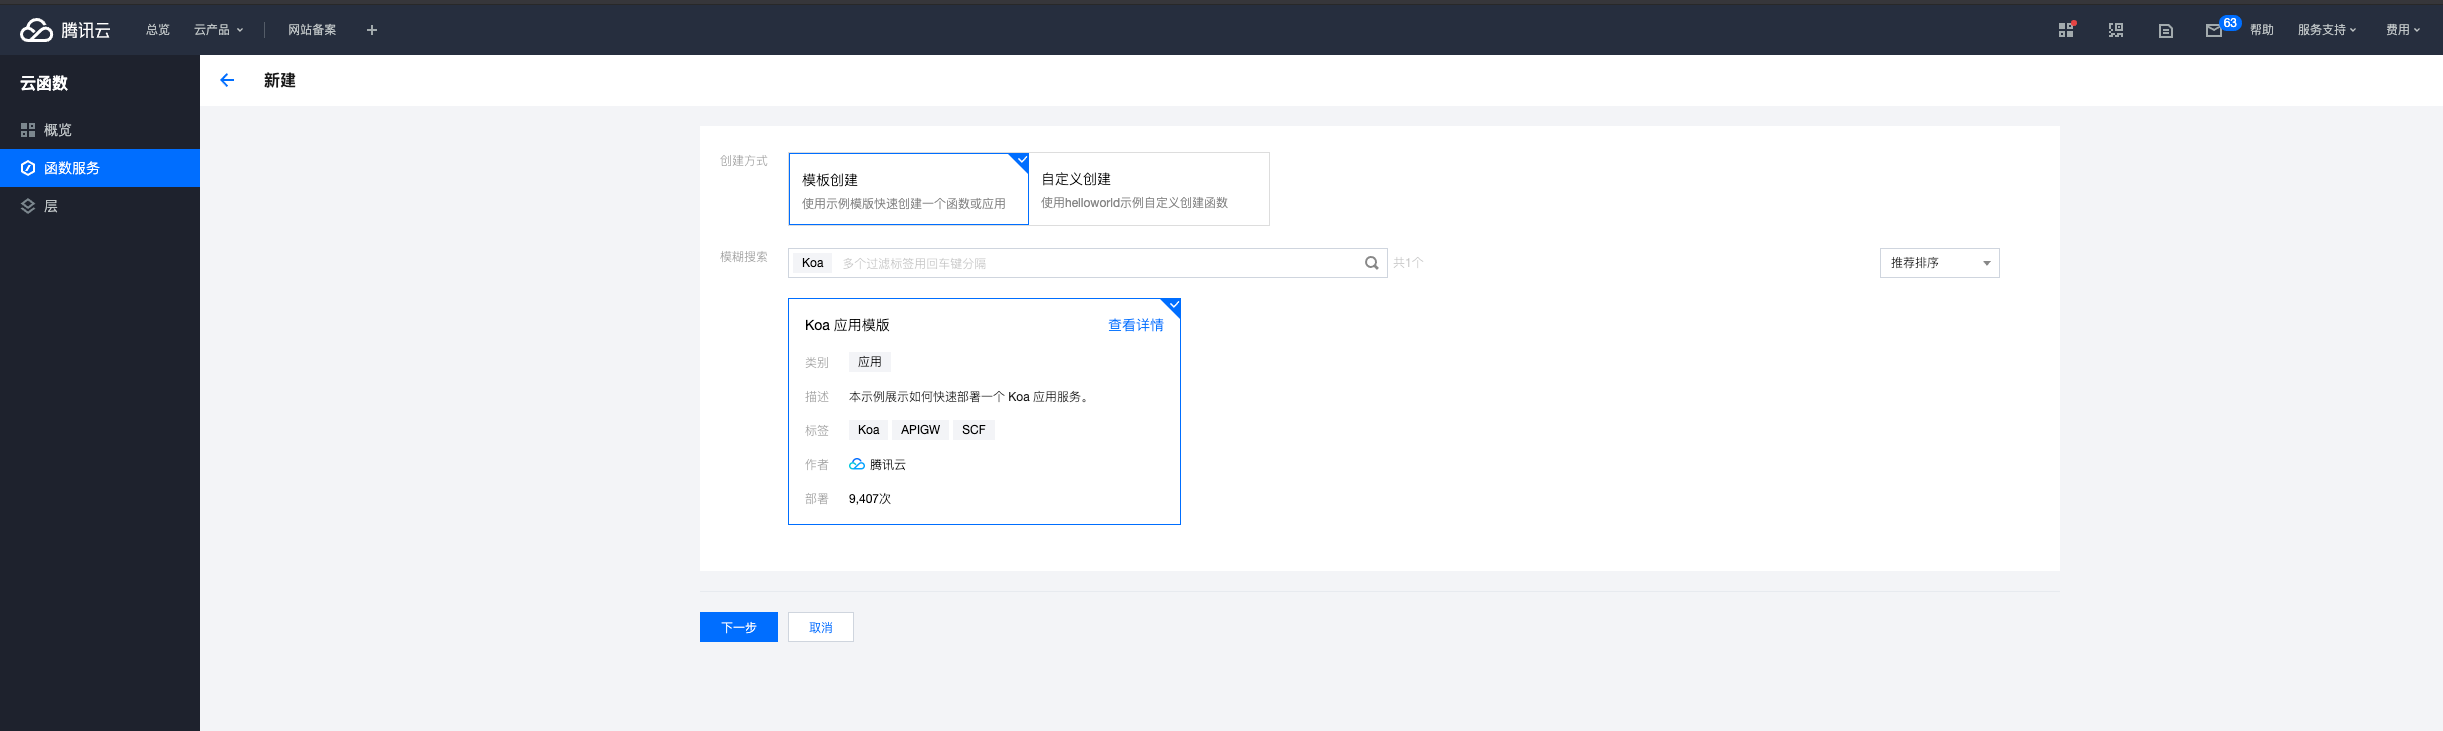 腾讯云 总览 云产品 网站备案 + 63 帮助 服务支持 费用
云函数
新建
概览
函数服务
层
创建方式
模板创建
使用示例模版快速创建一个函数或应用
自定义创建
使用helloworld示例自定义创建函数
模糊搜索 Koa 多个过滤标签用回车键分隔 共1个 推荐排序
Koa 应用模版 查看详情
类别 应用
描述 本示例展示如何快速部署一个 Koa 应用服务。
标签 Koa APIGW SCF
作者 腾讯云
部署 9,407次
下一步 取消